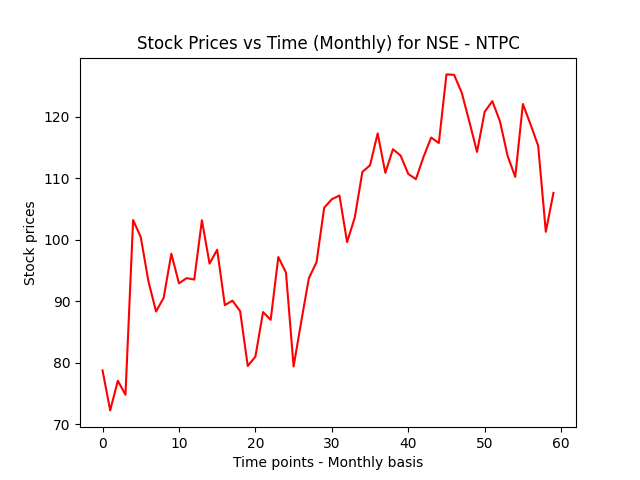 Stock Prices vs Time (Monthly) for NSE - NTPC
120
110
100
90
80
70
Stock prices
0 10 20 30 40 50 60
Time points - Monthly basis